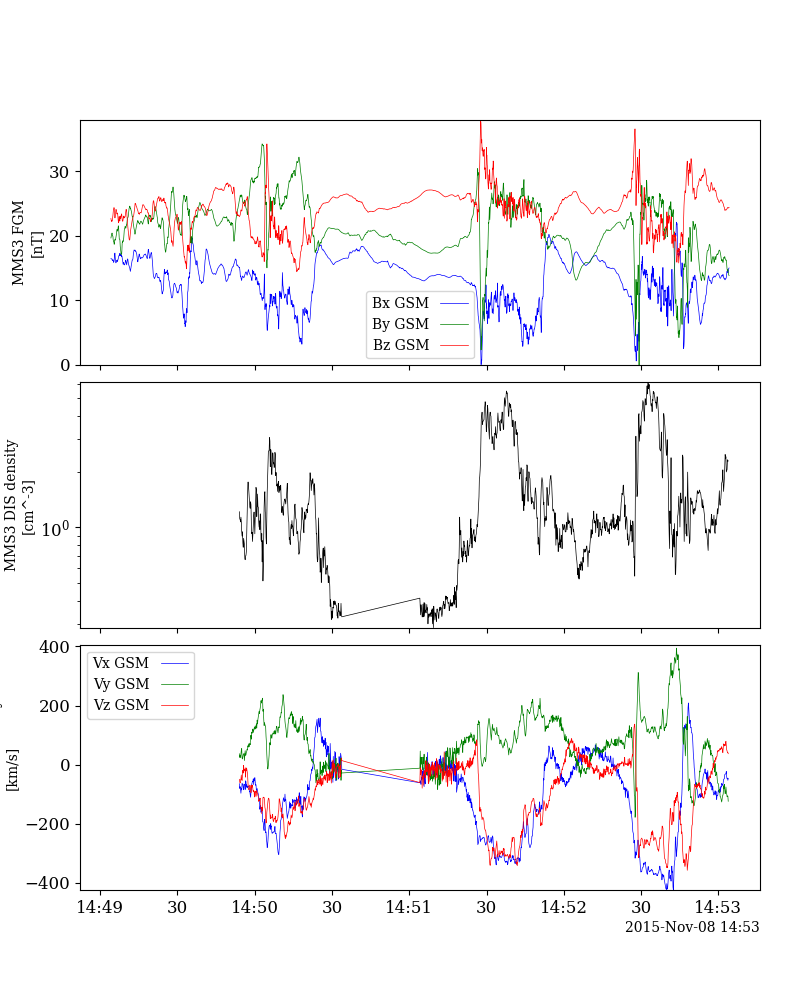 MMS3 FGM
[nT]
30
20
10
0
Bx GSM
By GSM
Bz GSM
MMS3 DIS density
[cm^-3]
10^0
400
200
0
−200
−400
[km/s]
Vx GSM
Vy GSM
Vz GSM
14:49 30 14:50 30 14:51 30 14:52 30 14:53
2015-Nov-08 14:53